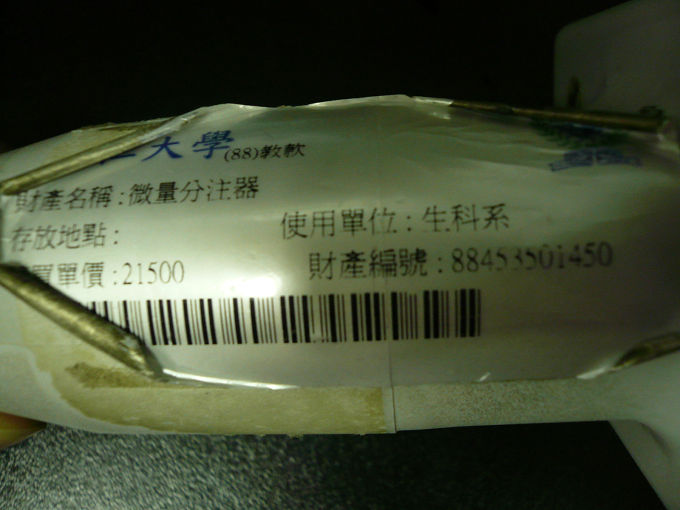 大學(88)教軟
財產名稱:微量分注器
存放地點:
使用單位:生科系
單價:21500
財產編號:88453501450